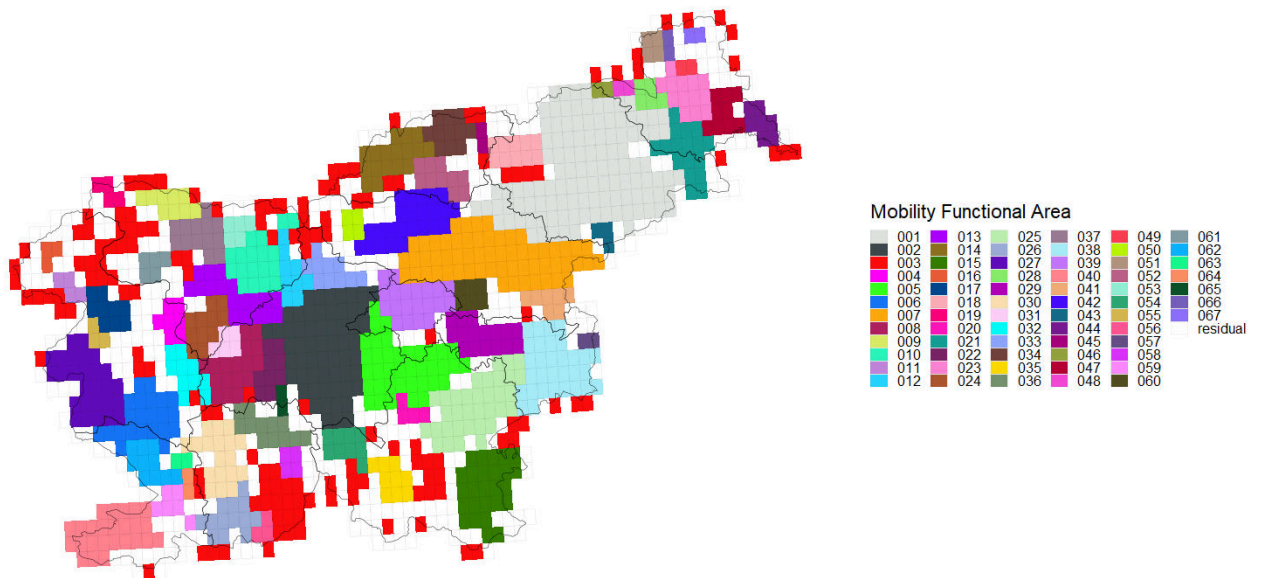 Mobility Functional Area
001 013 025 037 049 061
002 014 026 038 050 062
003 015 027 039 051 063
004 016 028 040 052 064
005 017 029 041 053 065
006 018 030 042 054 066
007 019 031 043 055 067
008 020 032 044 056 residual
009 021 033 045 057
010 022 034 046 058
011 023 035 047 059
012 024 036 048 060